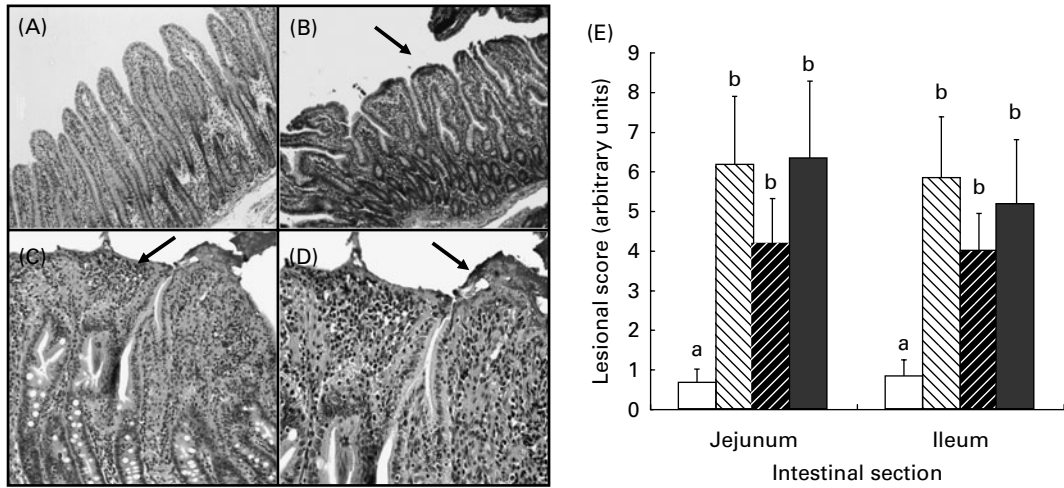 (A)
(B)
(C)
(D)
(E)
Lesional score (arbitrary units)
9
8
7
6
5
4
3
2
1
0
a
b
b
b
a
b
b
b
Jejunum
Ileum
Intestinal section